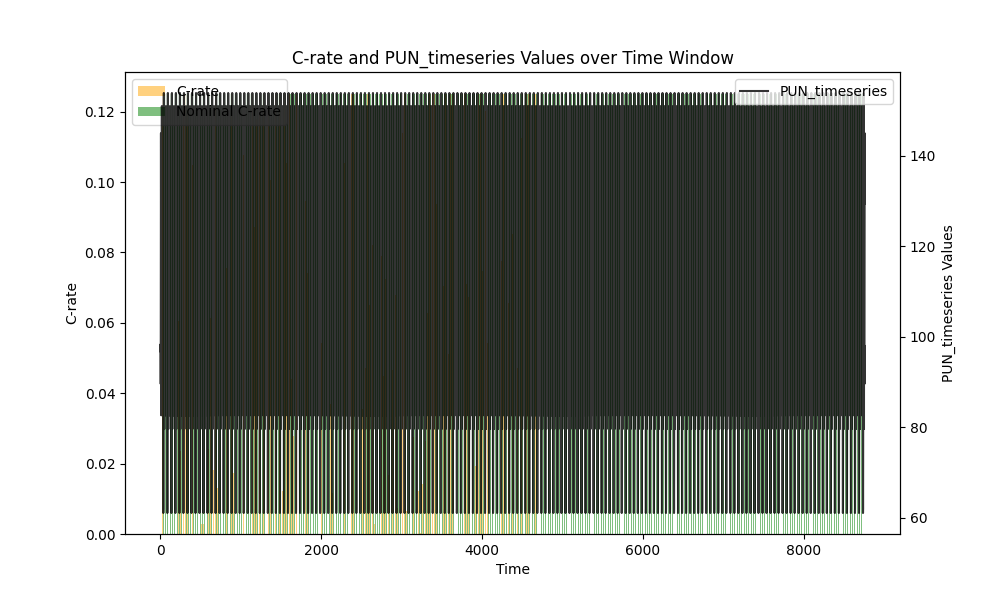 C-rate and PUN_timeseries Values over Time Window
C-rate
Nominal C-rate
PUN_timeseries
0.12
0.10
0.08
0.06
0.04
0.02
0.00
C-rate
140
120
100
80
60
PUN_timeseries Values
0 2000 4000 6000 8000
Time